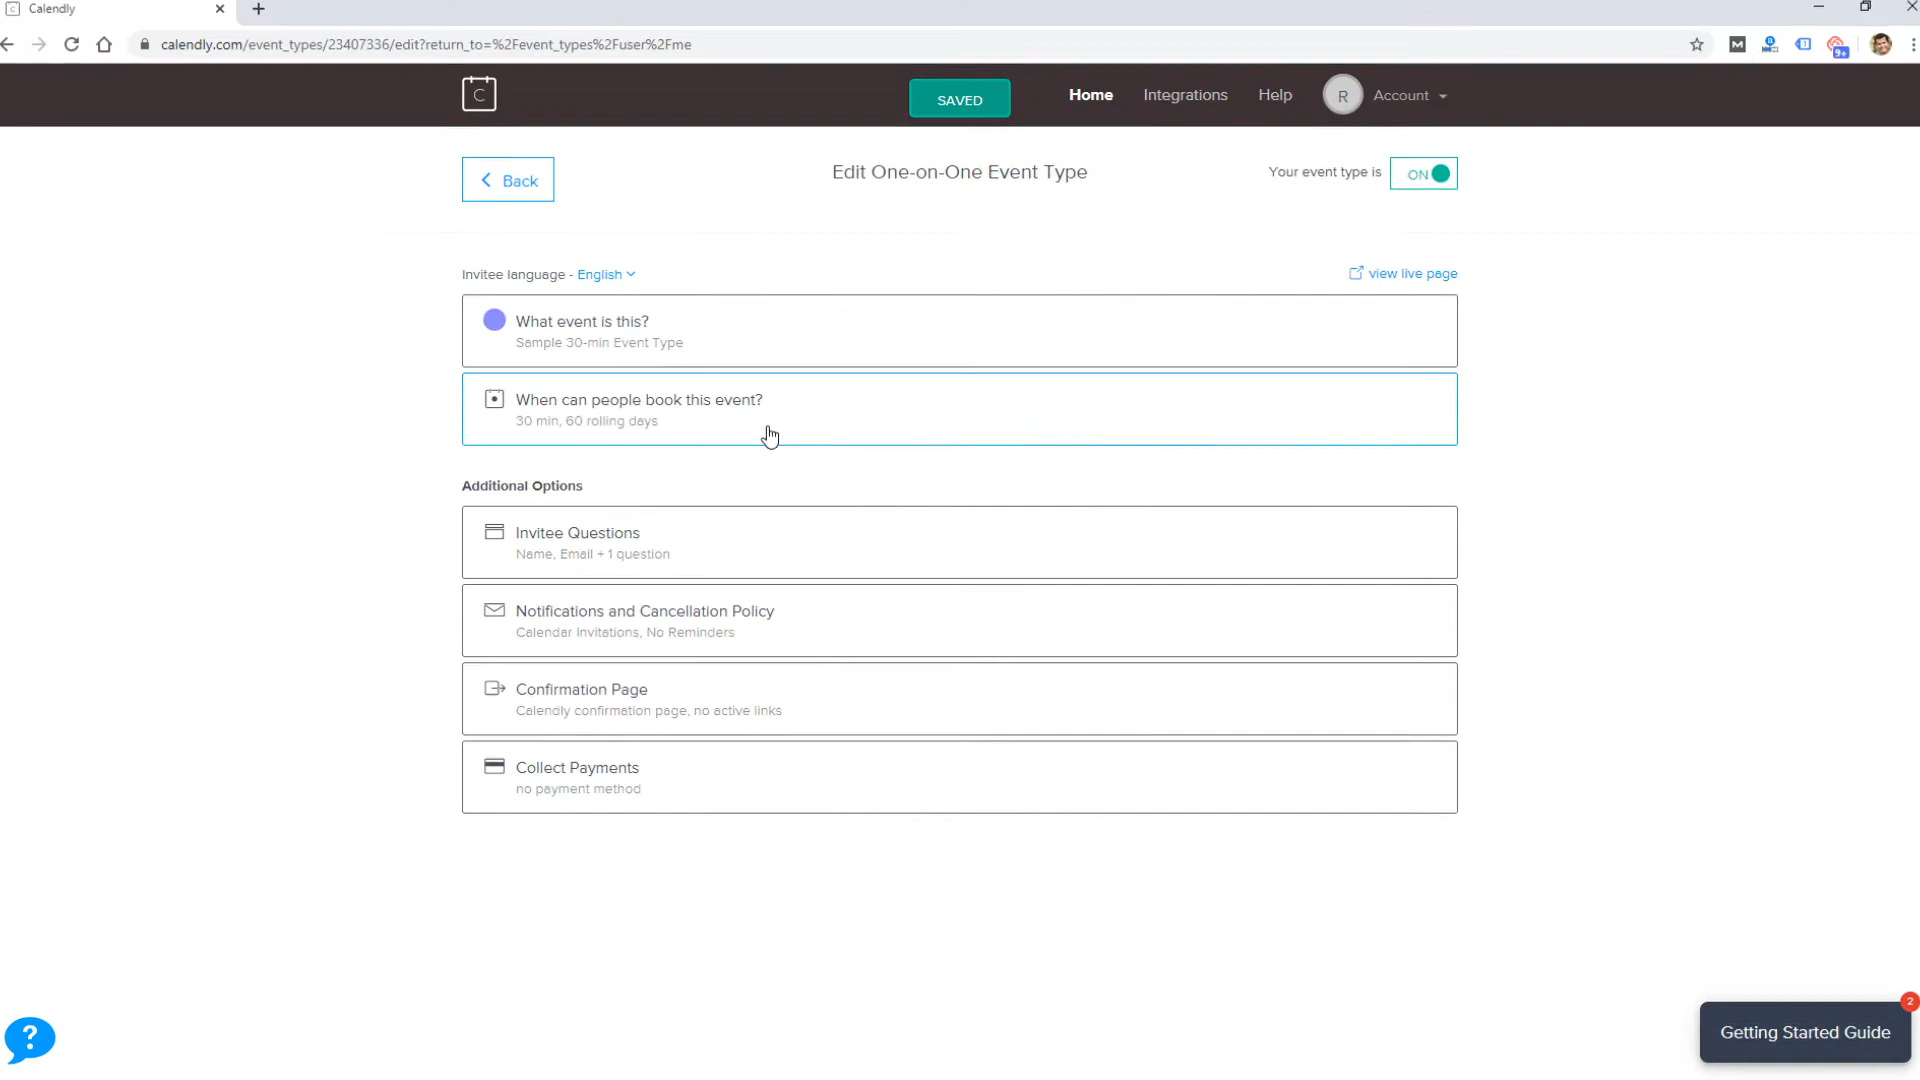 Calendly
calendly.com/event_types/23407336/edit?return_to=%2Fevent_types%2Fuser%2Fme
M
9+
C
SAVED
Home
Integrations
Help
R
Account
Back
Edit One-on-One Event Type
Your event type is
ON
Invitee language - English
view live page
What event is this?
Sample 30-min Event Type
When can people book this event?
30 min, 60 rolling days
Additional Options
Invitee Questions
Name, Email + 1 question
Notifications and Cancellation Policy
Calendar Invitations, No Reminders
Confirmation Page
Calendly confirmation page, no active links
Collect Payments
no payment method
?
2
Getting Started Guide